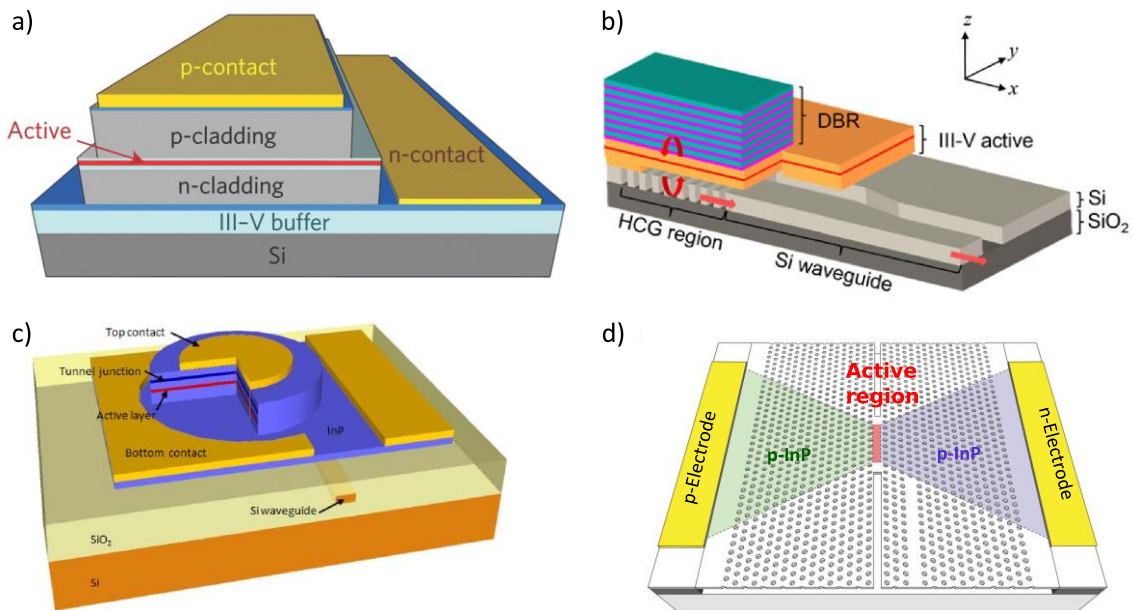 a)
p-contact
p-cladding
Active
n-contact
n-cladding
III–V buffer
Si
b)
z
y
x
DBR
III-V active
Si
SiO2
HCG region
Si waveguide
c)
Top contact
Tunnel junction
Active layer
InP
Bottom contact
Si waveguide
SiO2
Si
d)
Active
region
p-Electrode
p-InP
p-InP
n-Electrode